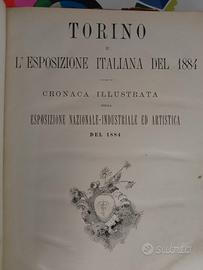 TORINO
E
L'ESPOSIZIONE ITALIANA DEL 1884
CRONACA ILLUSTRATA
DELLA
ESPOSIZIONE NAZIONALE-INDUSTRIALE ED ARTISTICA
DEL 1884
subito.it